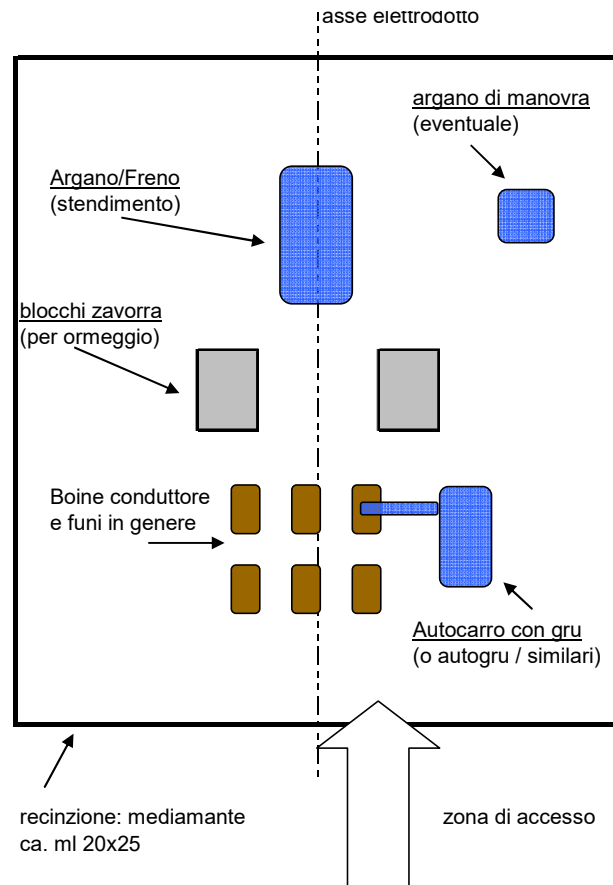 asse elettrodotto
argano di manovra
(eventuale)
Argano/Freno
(stendimento)
blocchi zavorra
(per ormeggio)
Boine conduttore
e funi in genere
Autocarro con gru
(o autogru / similari)
recinzione: mediamante
ca. ml 20x25
zona di accesso